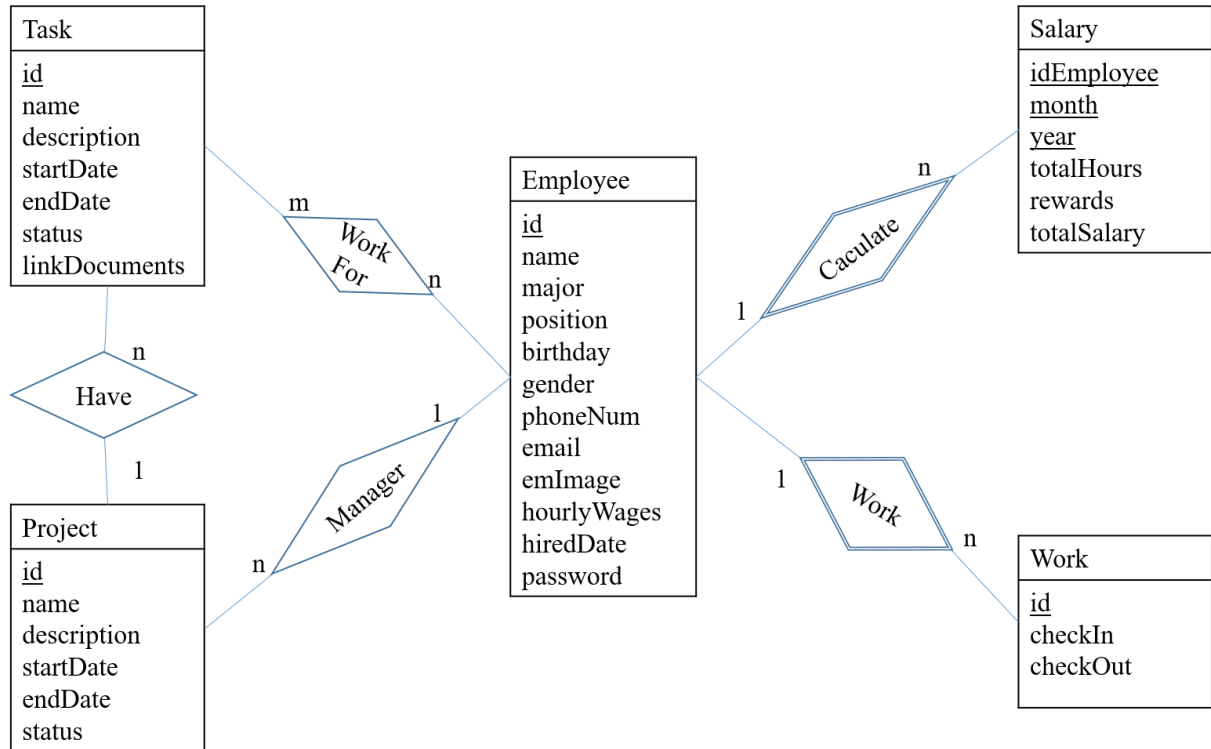 Task
id
name
description
startDate
endDate
status
linkDocuments
m
Work
For
n
n
Have
1
Project
id
name
description
startDate
endDate
status
1
Manager
n
Employee
id
name
major
position
birthday
gender
phoneNum
email
emImage
hourlyWages
hiredDate
password
n
Caculate
1
Salary
idEmployee
month
year
totalHours
rewards
totalSalary
1
Work
n
Work
id
checkIn
checkOut